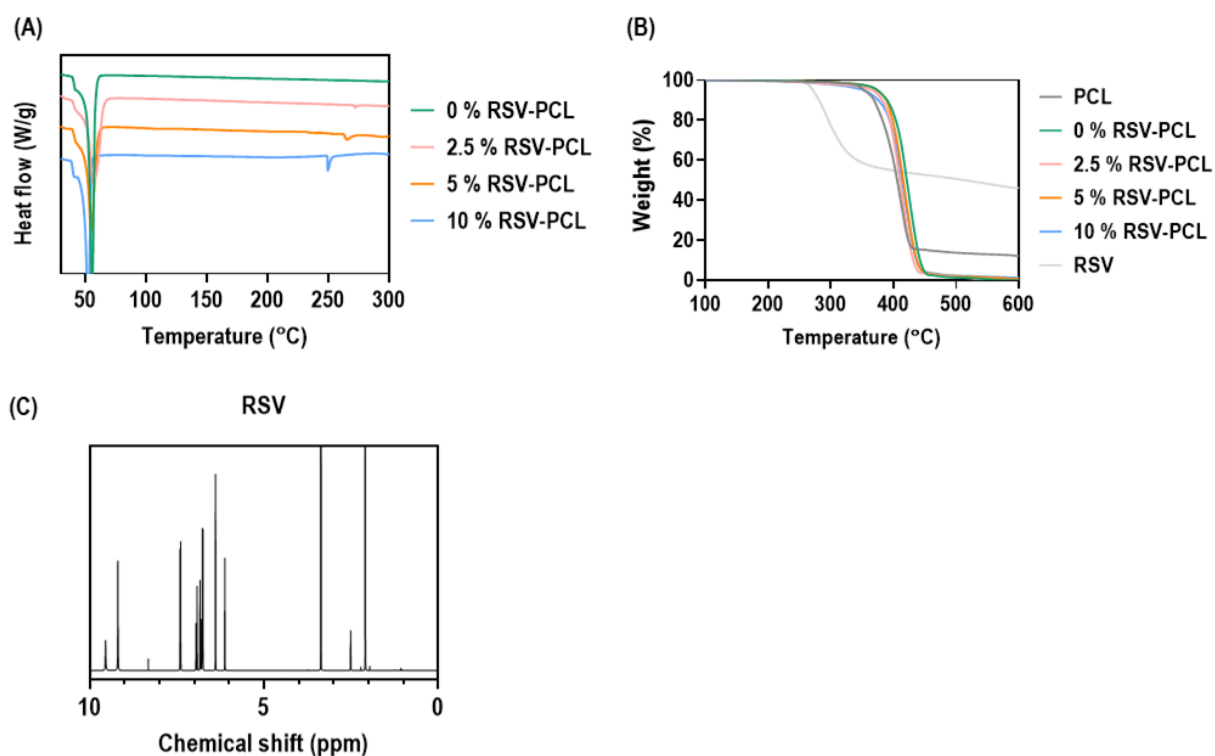 (A)
Heat flow (W/g)
50 100 150 200 250 300
Temperature (°C)
0 % RSV-PCL
2.5 % RSV-PCL
5 % RSV-PCL
10 % RSV-PCL
(B)
Weight (%)
100
80
60
40
20
0
100 200 300 400 500 600
Temperature (°C)
PCL
0 % RSV-PCL
2.5 % RSV-PCL
5 % RSV-PCL
10 % RSV-PCL
RSV
(C)
RSV
10 5 0
Chemical shift (ppm)